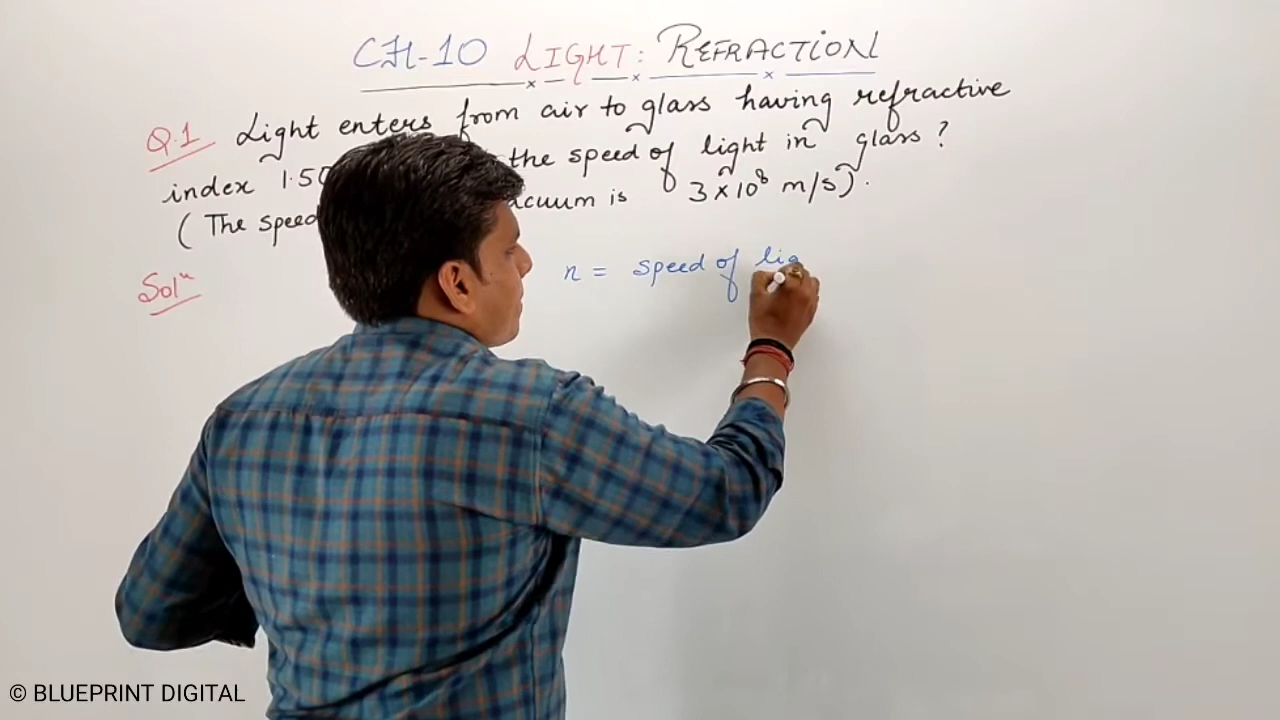 CH-10 LIGHT: REFRACTION
Q.1 Light enters from air to glass having refractive
index 1.50 the speed of light in glass?
(The speed vacuum is 3×10⁸ m/s).
Solⁿ n = speed of lig
© BLUEPRINT DIGITAL